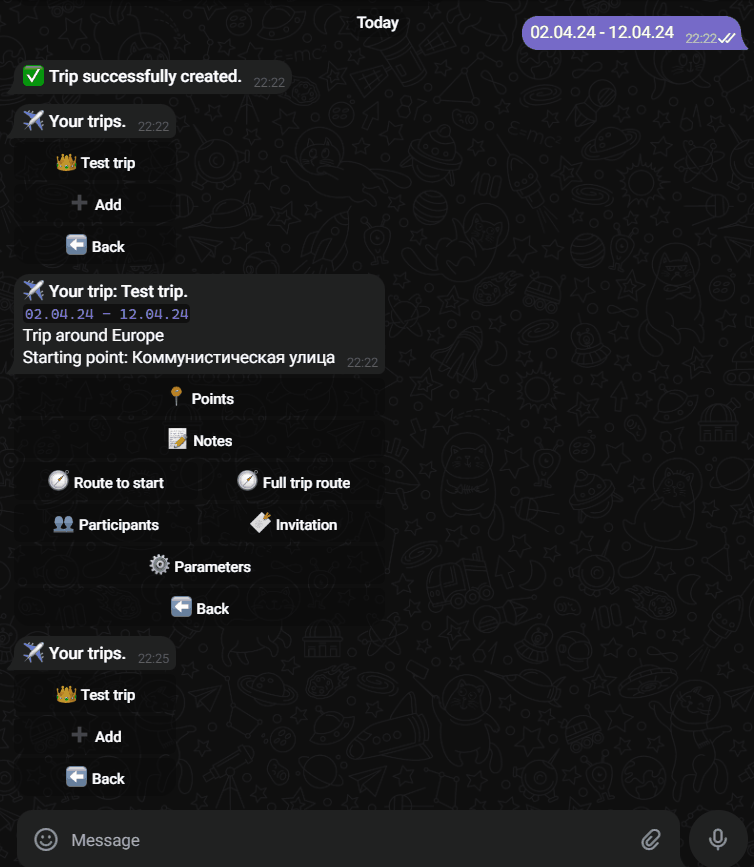 Today
02.04.24 - 12.04.24 22:22
Trip successfully created. 22:22
Your trips. 22:22
Test trip
Add
Back
Your trip: Test trip.
02.04.24 - 12.04.24
Trip around Europe
Starting point: Коммунистическая улица 22:22
Points
Notes
Route to start
Full trip route
Participants
Invitation
Parameters
Back
Your trips. 22:25
Test trip
Add
Back
Message